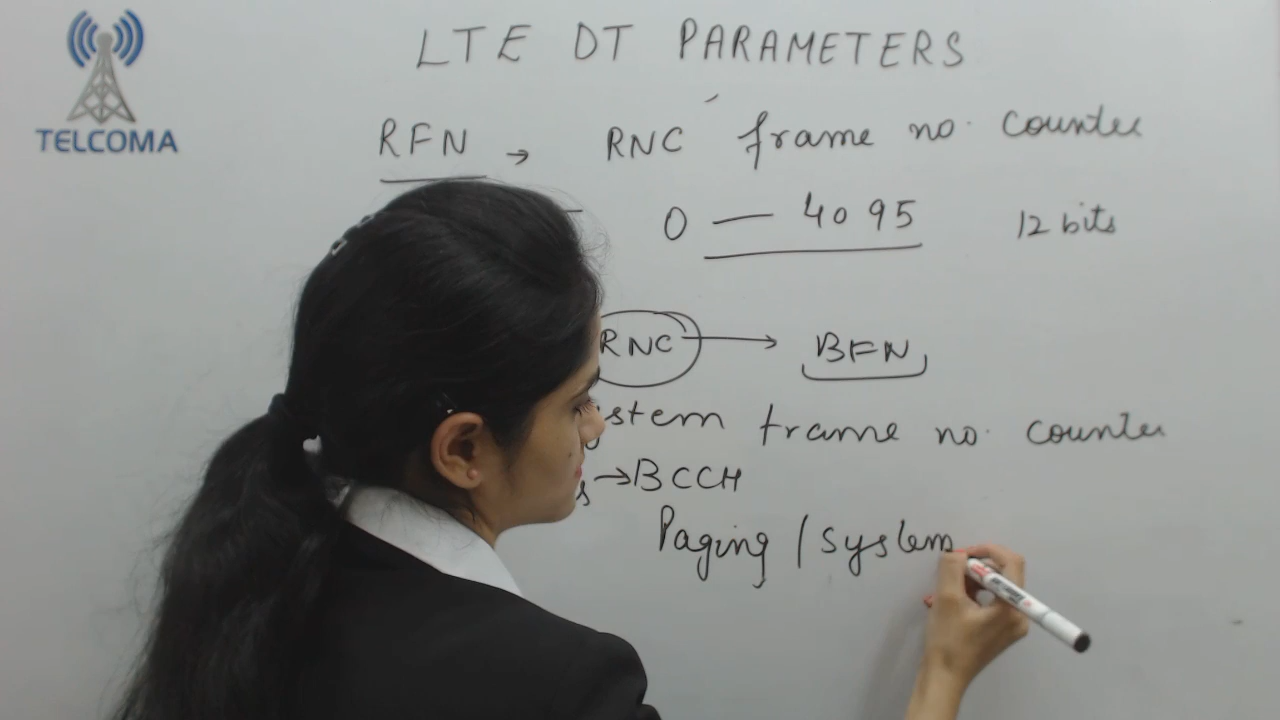 TELCOMA
LTE DT PARAMETERS
RFN → RNC frame no. counter
0 — 4095 12 bits
RNC → BFN
ystem frame no. counter
s → BCCH
Paging / System